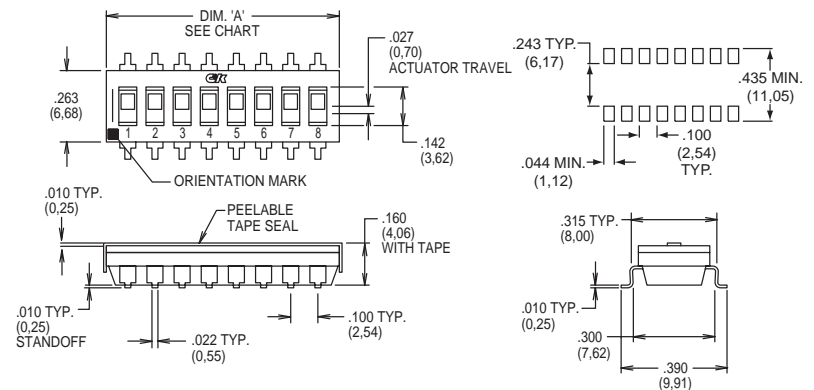 DIM. 'A'
SEE CHART
.027
(0,70)
ACTUATOR TRAVEL
.263
(6,68)
CK
1 2 3 4 5 6 7 8
.142
(3,62)
ORIENTATION MARK
.243 TYP.
(6,17)
.435 MIN.
(11,05)
.044 MIN.
(1,12)
.100
(2,54)
TYP.
.010 TYP.
(0,25)
PEELABLE
TAPE SEAL
.160
(4,06)
WITH TAPE
.010 TYP.
(0,25)
STANDOFF
.022 TYP.
(0,55)
.100 TYP.
(2,54)
.315 TYP.
(8,00)
.010 TYP.
(0,25)
.300
(7,62)
.390
(9,91)